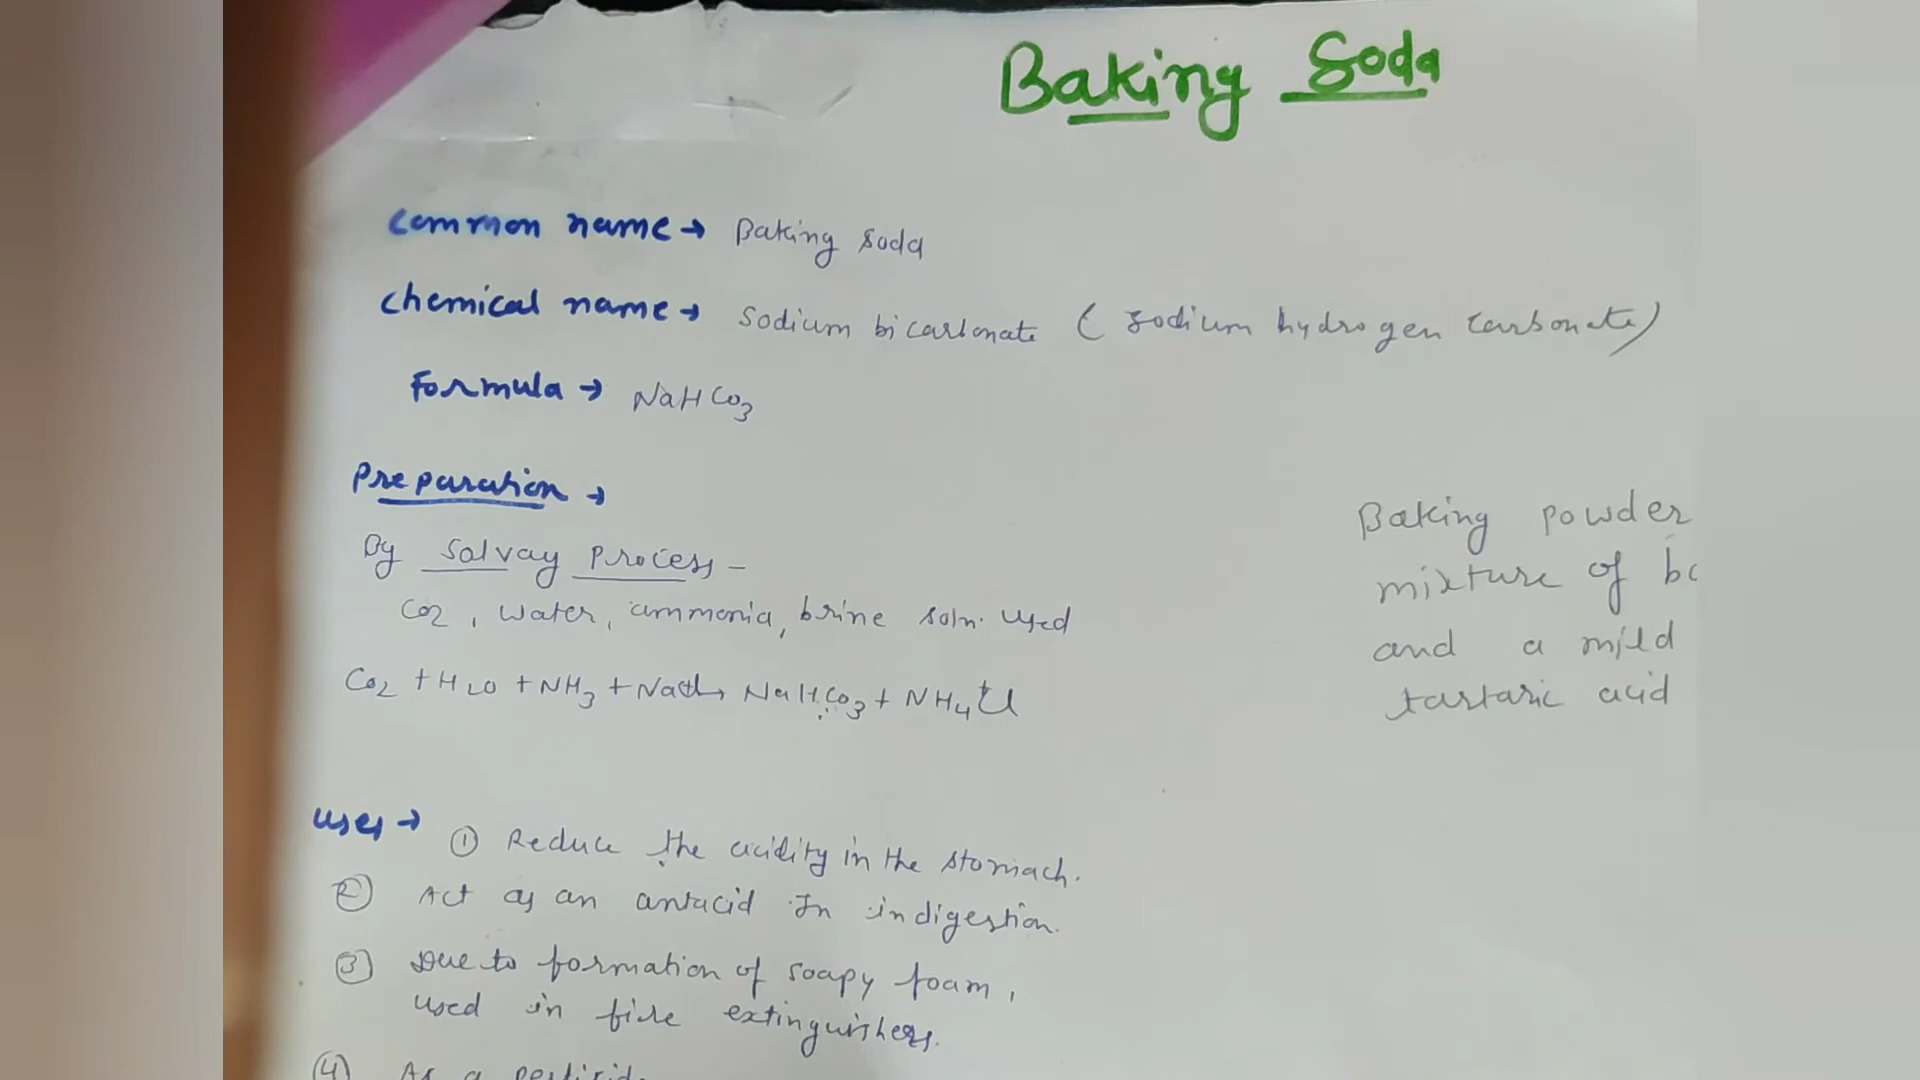 Baking Soda
Common name → Baking soda
Chemical name → Sodium bicarbonate ( Sodium hydrogen carbonate)
Formula → NaHCO3
Preparation →
By Solvay Process -
CO2 , water, ammonia, brine soln. used
CO2 + H2O + NH3 + NaCl → NaHCO3 + NH4Cl
Baking powder
mixture of
and a mild
tartaric acid
Uses → ① Reduce the acidity in the stomach.
② Act as an antacid In indigestion.
③ Due to formation of soapy foam,
used in fire extinguishers.
④ As a